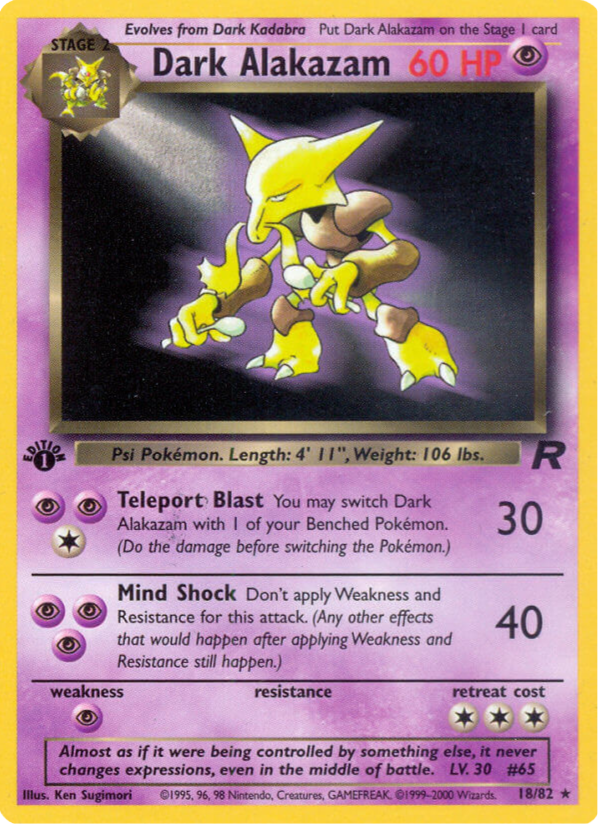 Evolves from Dark Kadabra Put Dark Alakazam on the Stage 1 card
STAGE 2
Dark Alakazam 60 HP
EDITION 1
Psi Pokémon. Length: 4' 11", Weight: 106 lbs.
R
Teleport Blast You may switch Dark
Alakazam with 1 of your Benched Pokémon.
(Do the damage before switching the Pokémon.)
30
Mind Shock Don't apply Weakness and
Resistance for this attack. (Any other effects
that would happen after applying Weakness and
Resistance still happen.)
40
weakness resistance retreat cost
Almost as if it were being controlled by something else, it never
changes expressions, even in the middle of battle. LV. 30 #65
Illus. Ken Sugimori ©1995, 96, 98 Nintendo, Creatures, GAMEFREAK. ©1999–2000 Wizards. 18/82 ★